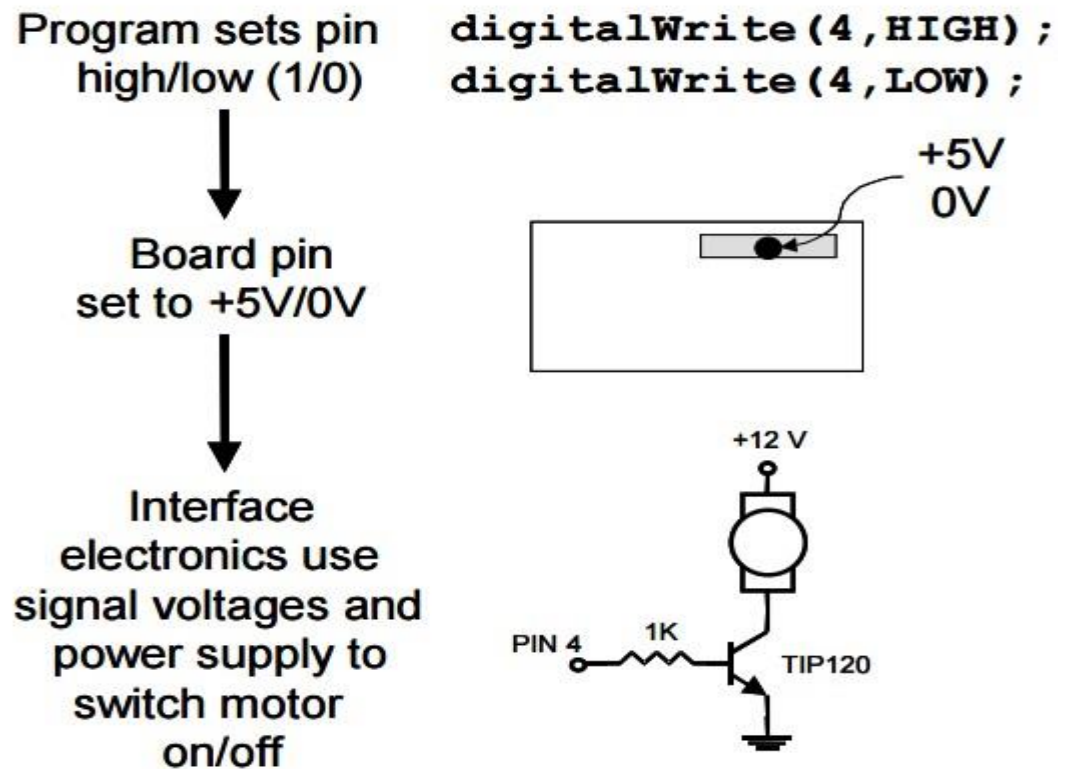 Program sets pin
high/low (1/0)
digitalWrite(4,HIGH);
digitalWrite(4,LOW);
+5V
0V
Board pin
set to +5V/0V
Interface
electronics use
signal voltages and
power supply to
switch motor
on/off
+12 V
PIN 4
1K
TIP120